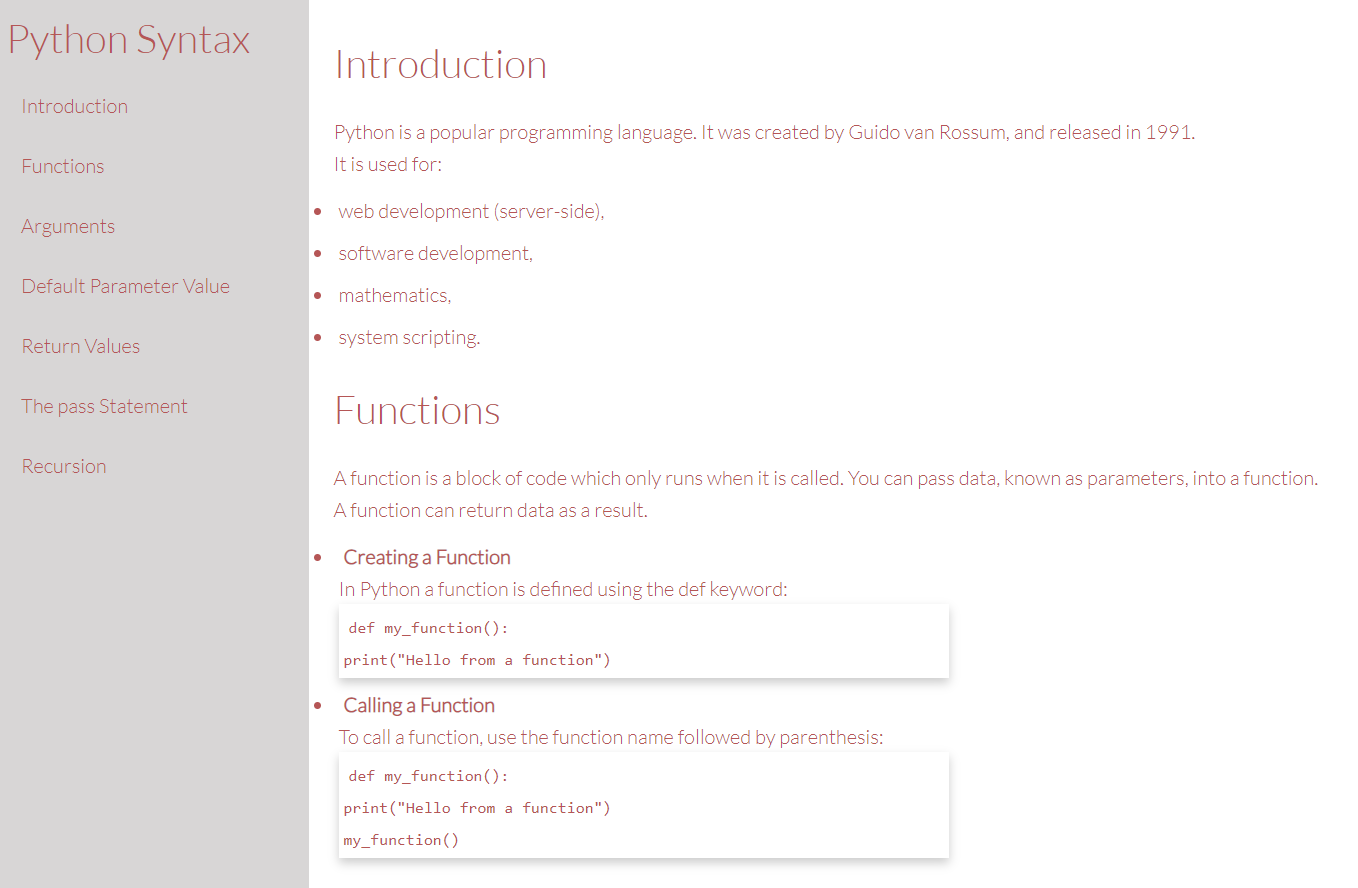 Python Syntax
Introduction
Functions
Arguments
Default Parameter Value
Return Values
The pass Statement
Recursion
Introduction
Python is a popular programming language. It was created by Guido van Rossum, and released in 1991.
It is used for:
• web development (server-side),
• software development,
• mathematics,
• system scripting.
Functions
A function is a block of code which only runs when it is called. You can pass data, known as parameters, into a function.
A function can return data as a result.
• Creating a Function
In Python a function is defined using the def keyword:
def my_function():
print("Hello from a function")
• Calling a Function
To call a function, use the function name followed by parenthesis:
def my_function():
print("Hello from a function")
my_function()